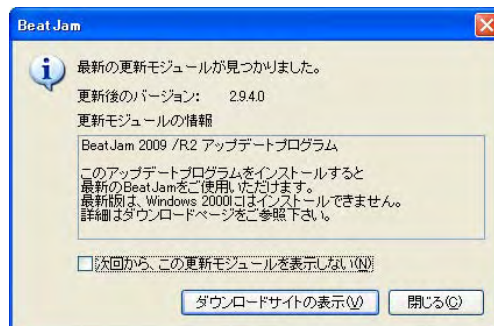 BeatJam
最新の更新モジュールが見つかりました。
更新後のバージョン： 2.9.4.0
更新モジュールの情報
BeatJam 2009 /R2 アップデートプログラム
このアップデートプログラムをインストールすると
最新のBeatJamをご使用いただけます。
最新版は、Windows 2000にはインストールできません。
詳細はダウンロードページをご参照下さい。
次回から、この更新モジュールを表示しない(N)
ダウンロードサイトの表示(V) 閉じる(C)